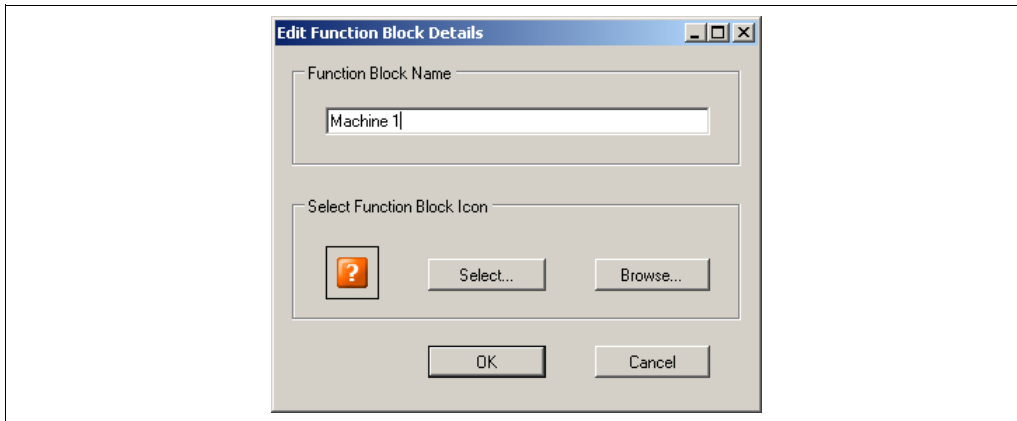 Edit Function Block Details
Function Block Name
Machine 1
Select Function Block Icon
?
Select...
Browse...
OK
Cancel